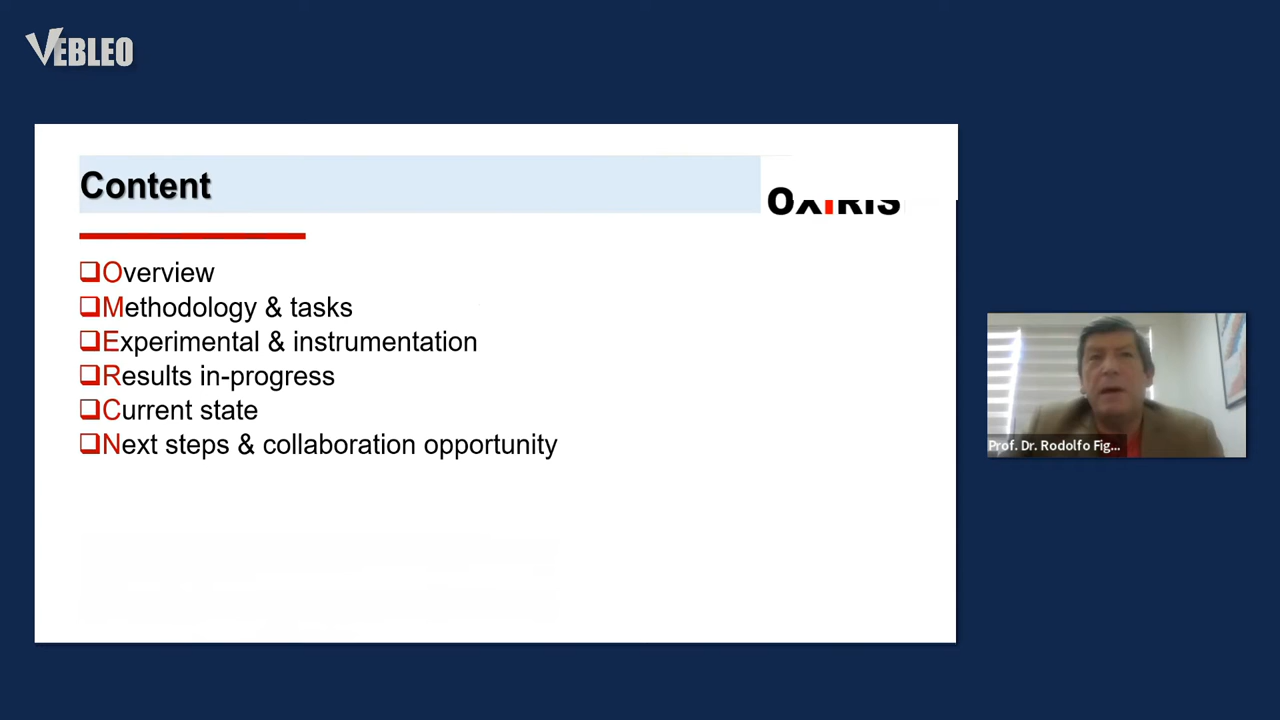 VEBLEO
Content
OXIRIS
❑Overview
❑Methodology & tasks
❑Experimental & instrumentation
❑Results in-progress
❑Current state
❑Next steps & collaboration opportunity
Prof. Dr. Rodolfo Fig...